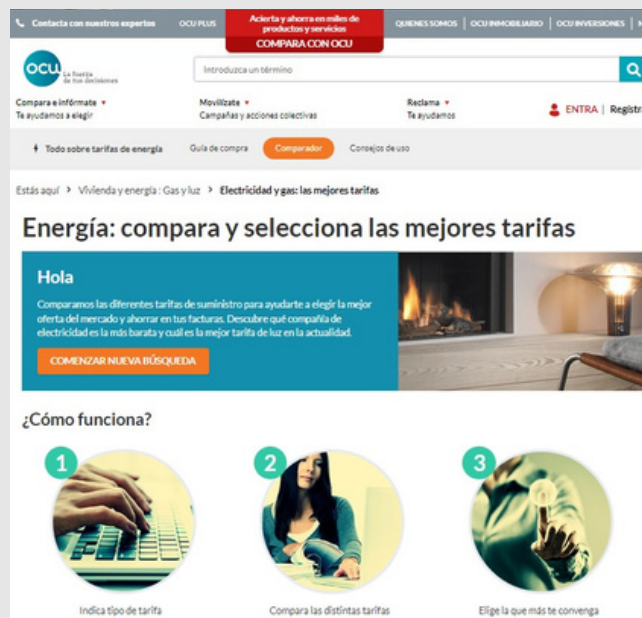 Contacta con nuestros expertos
OCU PLUS
Acierta y ahorra en miles de
productos y servicios
COMPARA CON OCU
QUIENES SOMOS | OCU INMOBILIARIO | OCU INVERSIONES |
ocu La fuerza
de tus decisiones
Introduzca un término
Compara e infórmate
Te ayudamos a elegir
Movilízate
Campañas y acciones colectivas
Reclama
Te ayudamos
ENTRA | Regístr
Todo sobre tarifas de energía
Guía de compra
Comparador
Consejos de uso
Estás aquí > Vivienda y energía : Gas y luz > Electricidad y gas: las mejores tarifas
Energía: compara y selecciona las mejores tarifas
Hola
Comparamos las diferentes tarifas de suministro para ayudarte a elegir la mejor
oferta del mercado y ahorrar en tus facturas. Descubre qué compañía de
electricidad es la más barata y cuál es la mejor tarifa de luz en la actualidad.
COMENZAR NUEVA BÚSQUEDA
¿Cómo funciona?
1
2
3
Indica tipo de tarifa
Compara las distintas tarifas
Elige la que más te convenga